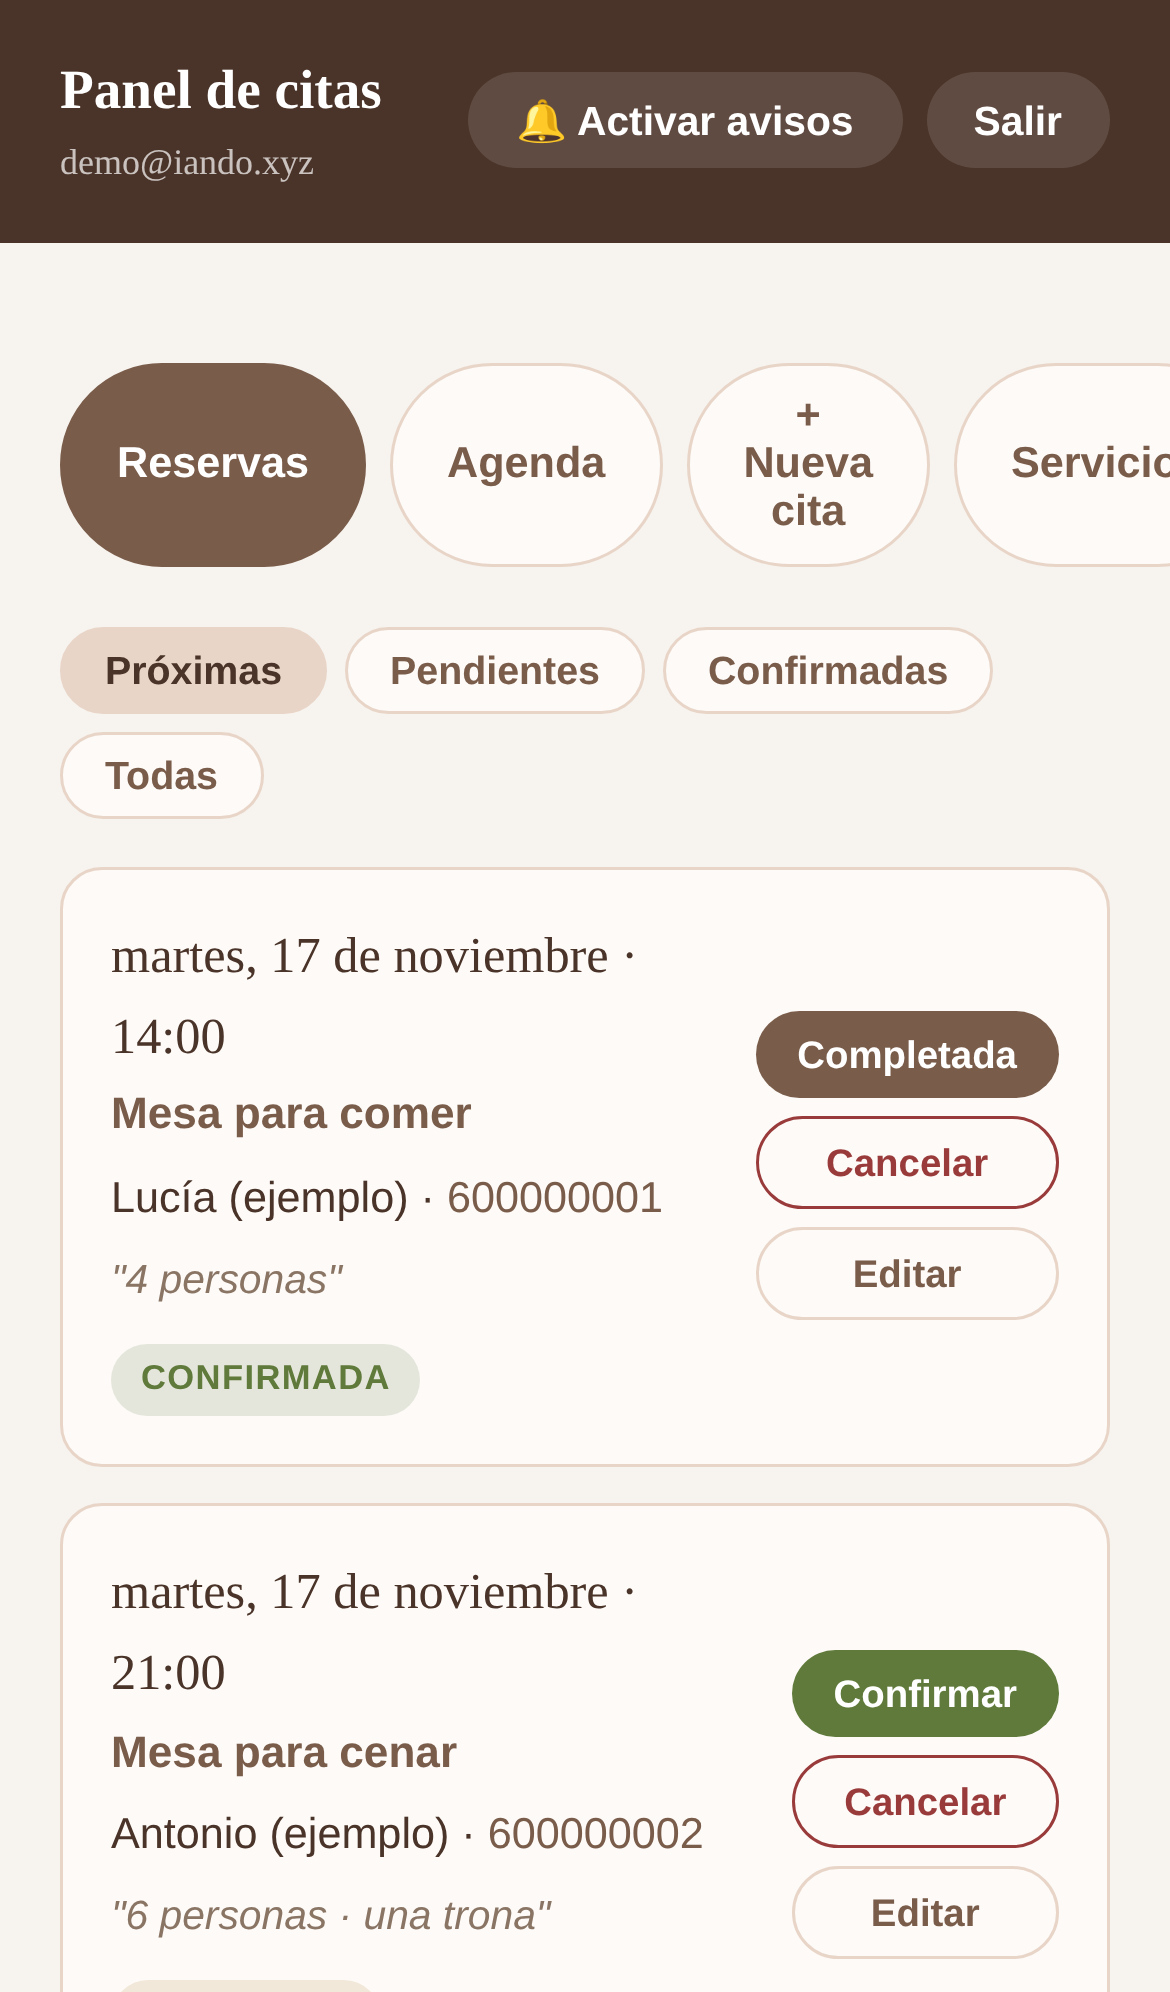 Panel de citas
demo@iando.xyz
🔔 Activar avisos
Salir
Reservas
Agenda
+
Nueva
cita
Próximas
Pendientes
Confirmadas
Todas
martes, 17 de noviembre ·
14:00
Mesa para comer
Lucía (ejemplo) · 600000001
"4 personas"
CONFIRMADA
Completada
Cancelar
Editar
martes, 17 de noviembre ·
21:00
Mesa para cenar
Antonio (ejemplo) · 600000002
"6 personas · una trona"
Confirmar
Cancelar
Editar